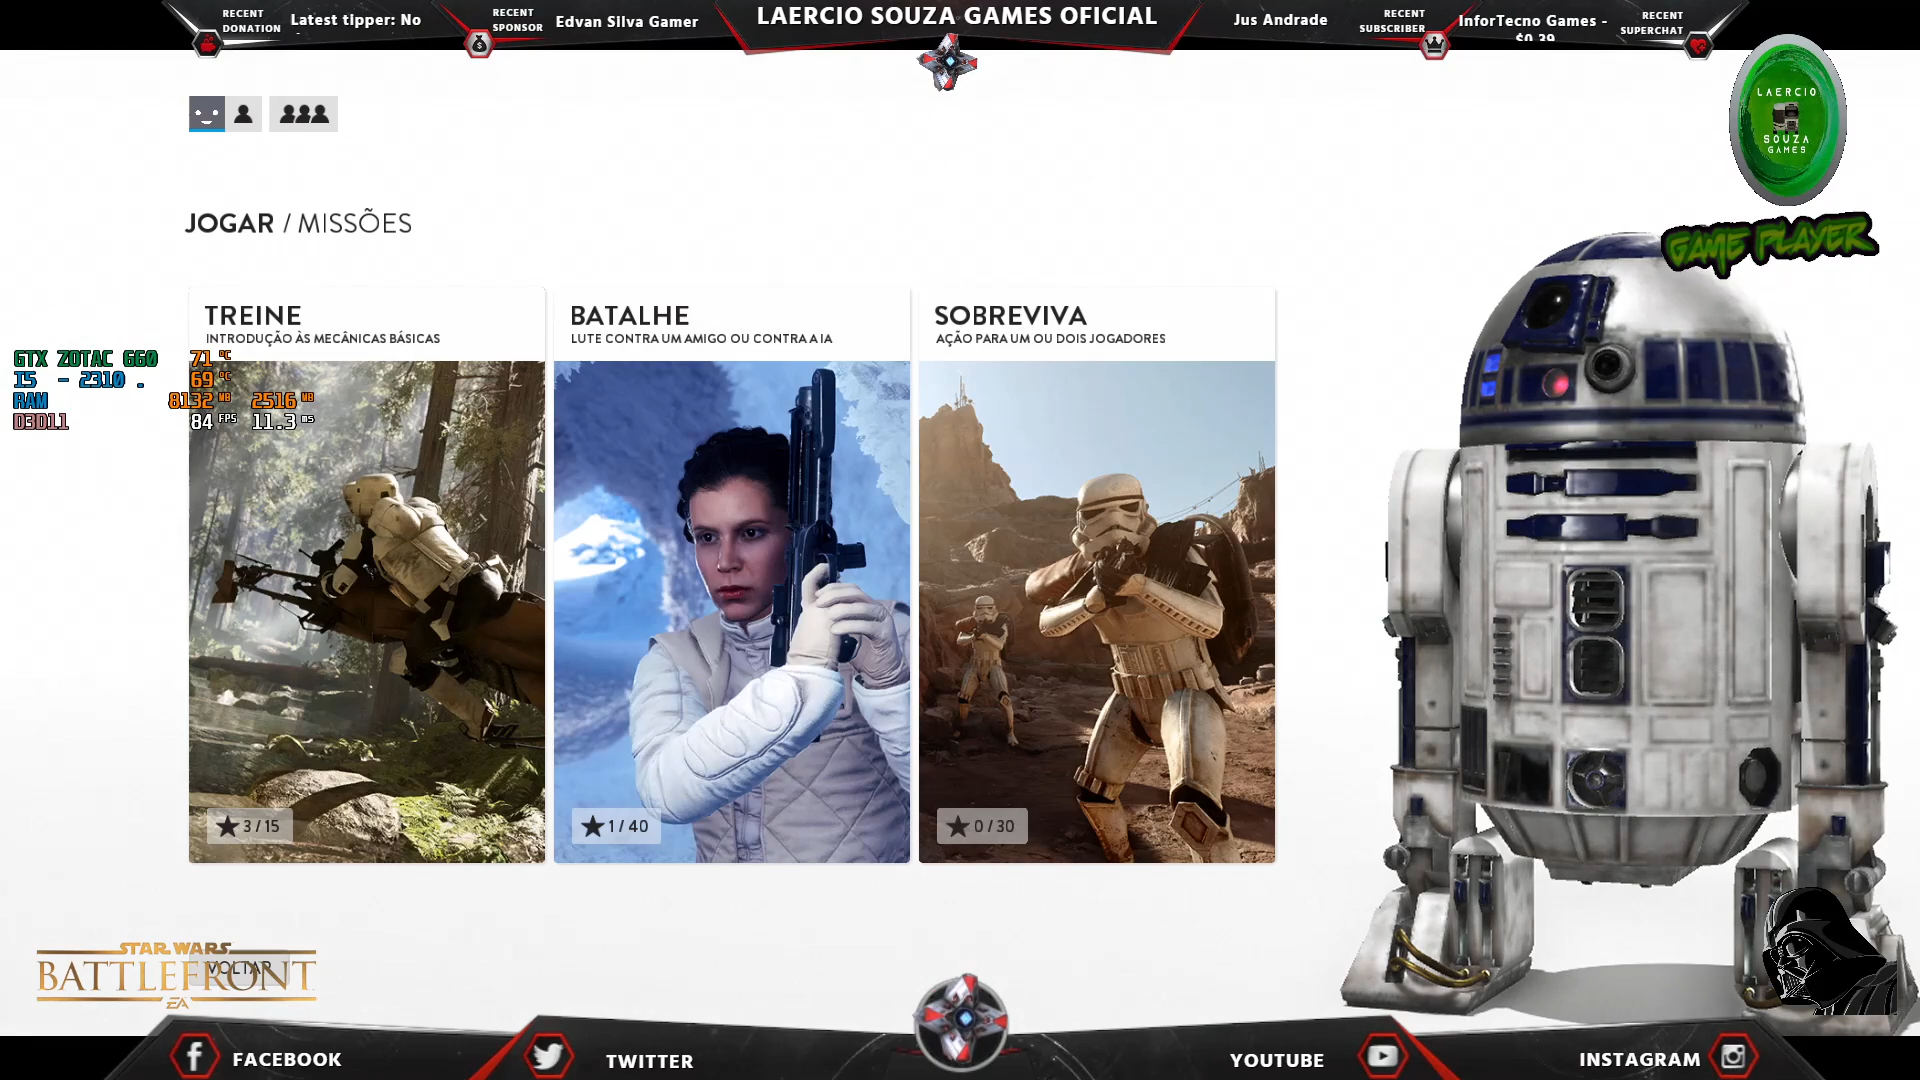 RECENT
DONATION
Latest tipper: No
RECENT
SPONSOR
Edvan Silva Gamer
LAERCIO SOUZA GAMES OFICIAL
Jus Andrade
RECENT
SUBSCRIBER
InforTecno Games -
$0.39
RECENT
SUPERCHAT
LAERCIO
SOUZA
GAMES
GAME PLAYER
JOGAR / MISSÕES
TREINE
INTRODUÇÃO ÀS MECÂNICAS BÁSICAS
BATALHE
LUTE CONTRA UM AMIGO OU CONTRA A IA
SOBREVIVA
AÇÃO PARA UM OU DOIS JOGADORES
GTX ZOTAC 660 71 °C
I5 - 2310 . 69 °C
RAM 8132 MB 2516 MB
D3D11 84 FPS 11.3 ms
3 / 15
1 / 40
0 / 30
STAR WARS
BATTLEFRONT
VOLTAR
EA
FACEBOOK
TWITTER
YOUTUBE
INSTAGRAM